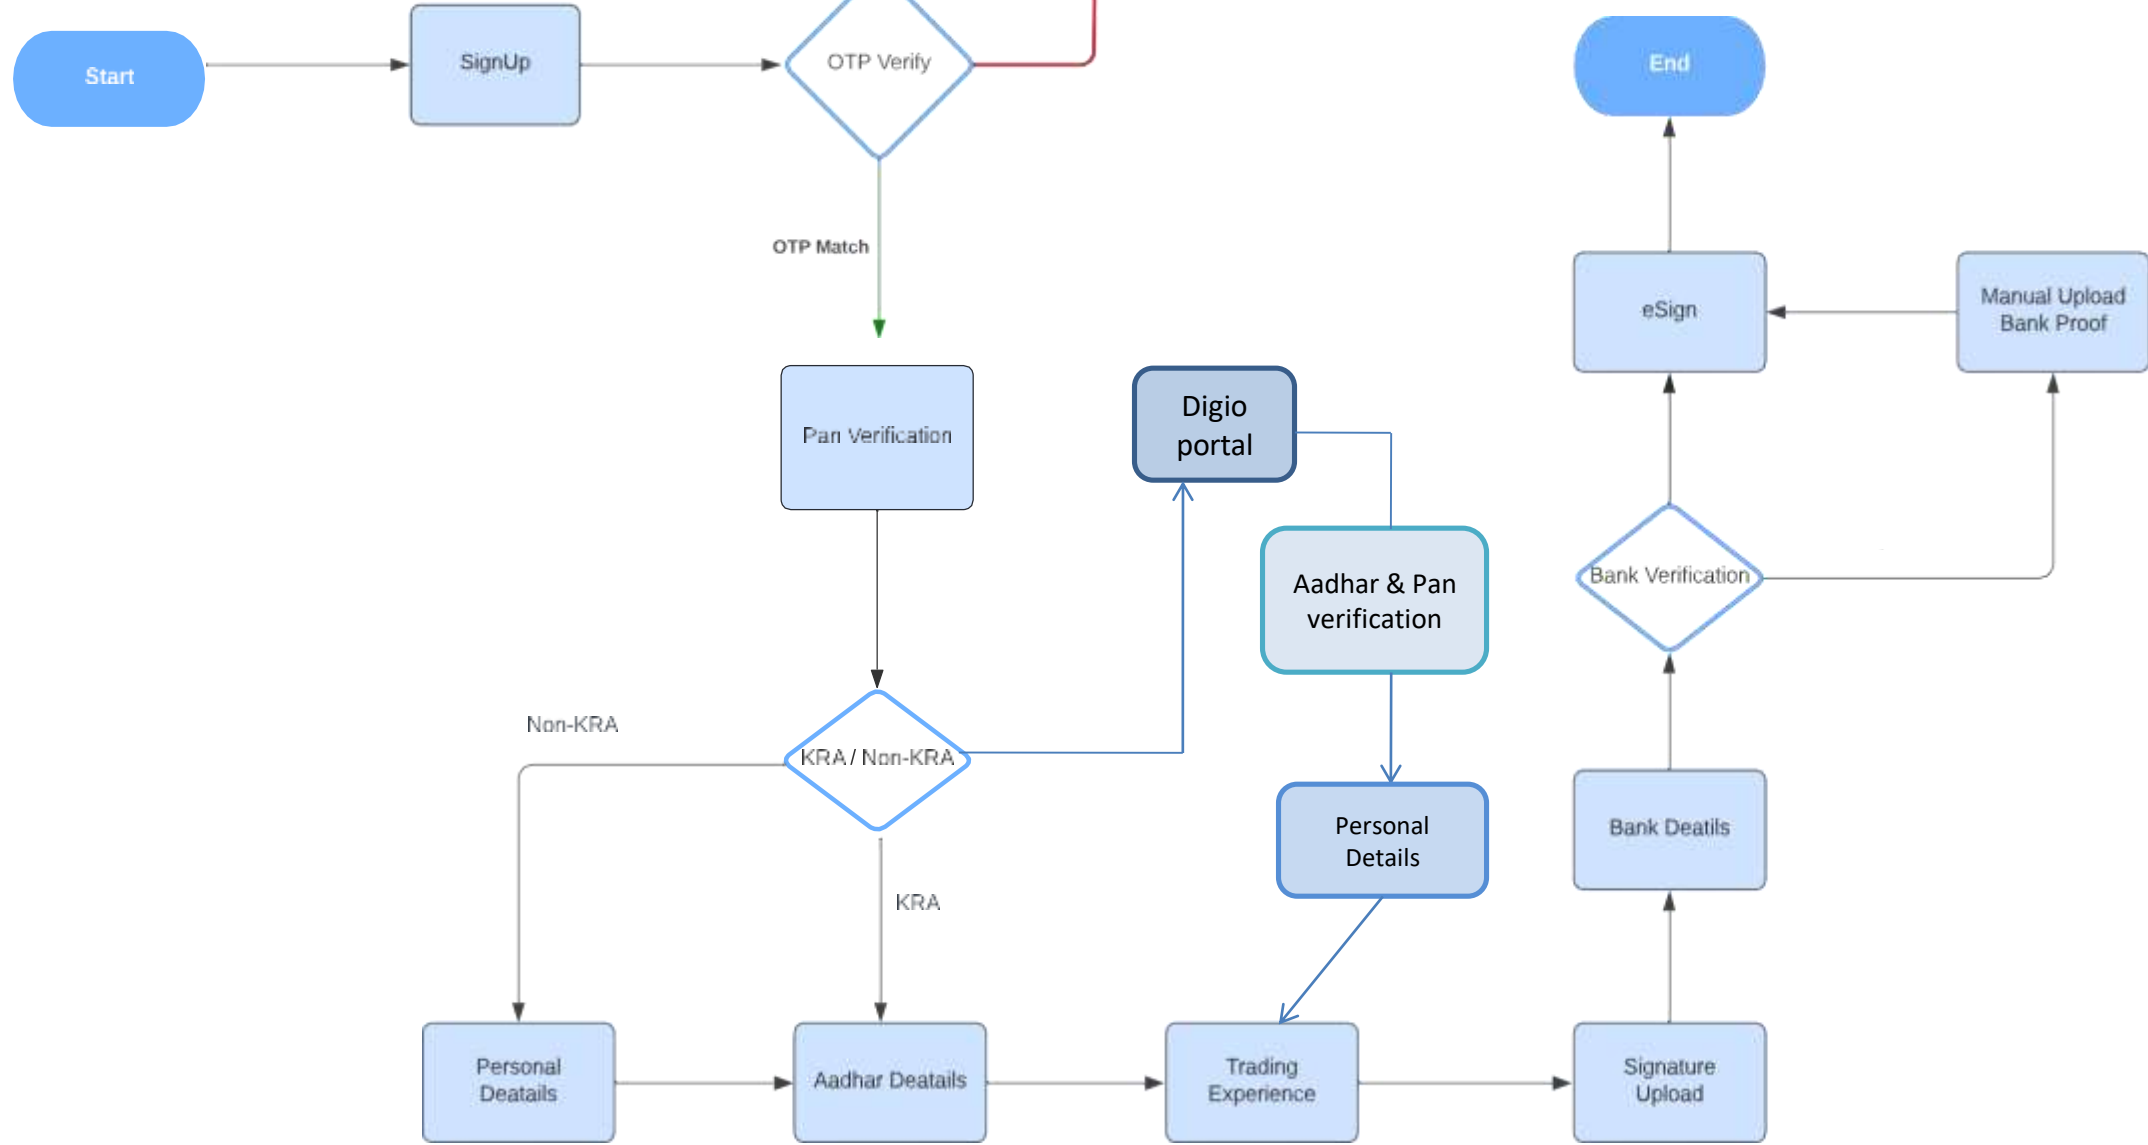 Start
SignUp
OTP Verify
End
OTP Match
eSign
Manual Upload
Bank Proof
Pan Verification
Digio
portal
Aadhar & Pan
verification
Bank Verification
Non-KRA
KRA / Non-KRA
Personal
Details
Bank Deatils
KRA
Personal
Deatails
Aadhar Deatails
Trading
Experience
Signature
Upload